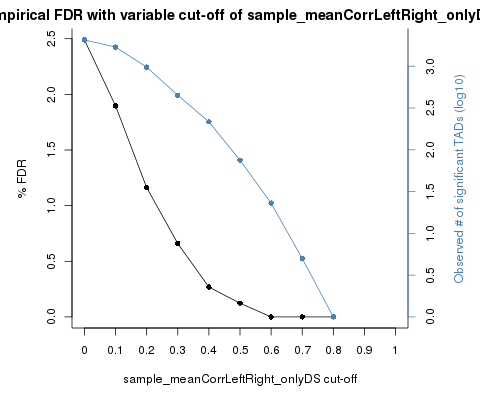 mpirical FDR with variable cut-off of sample_meanCorrLeftRight_onlyD
2.5
2.0
1.5
1.0
0.5
0.0
% FDR
3.0
2.5
2.0
1.5
1.0
0.5
0.0
Observed # of significant TADs (log10)
0 0.1 0.2 0.3 0.4 0.5 0.6 0.7 0.8 0.9 1
sample_meanCorrLeftRight_onlyDS cut-off